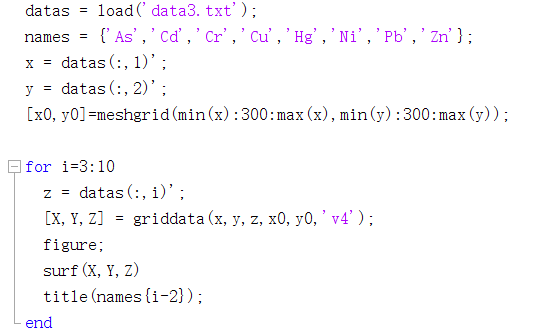 datas = load('data3.txt');
names = {'As','Cd','Cr','Cu','Hg','Ni','Pb','Zn'};
x = datas(:,1)';
y = datas(:,2)';
[x0,y0]=meshgrid(min(x):300:max(x),min(y):300:max(y));
for i=3:10
z = datas(:,i)';
[X,Y,Z] = griddata(x,y,z,x0,y0,'v4');
figure;
surf(X,Y,Z)
title(names{i-2});
end